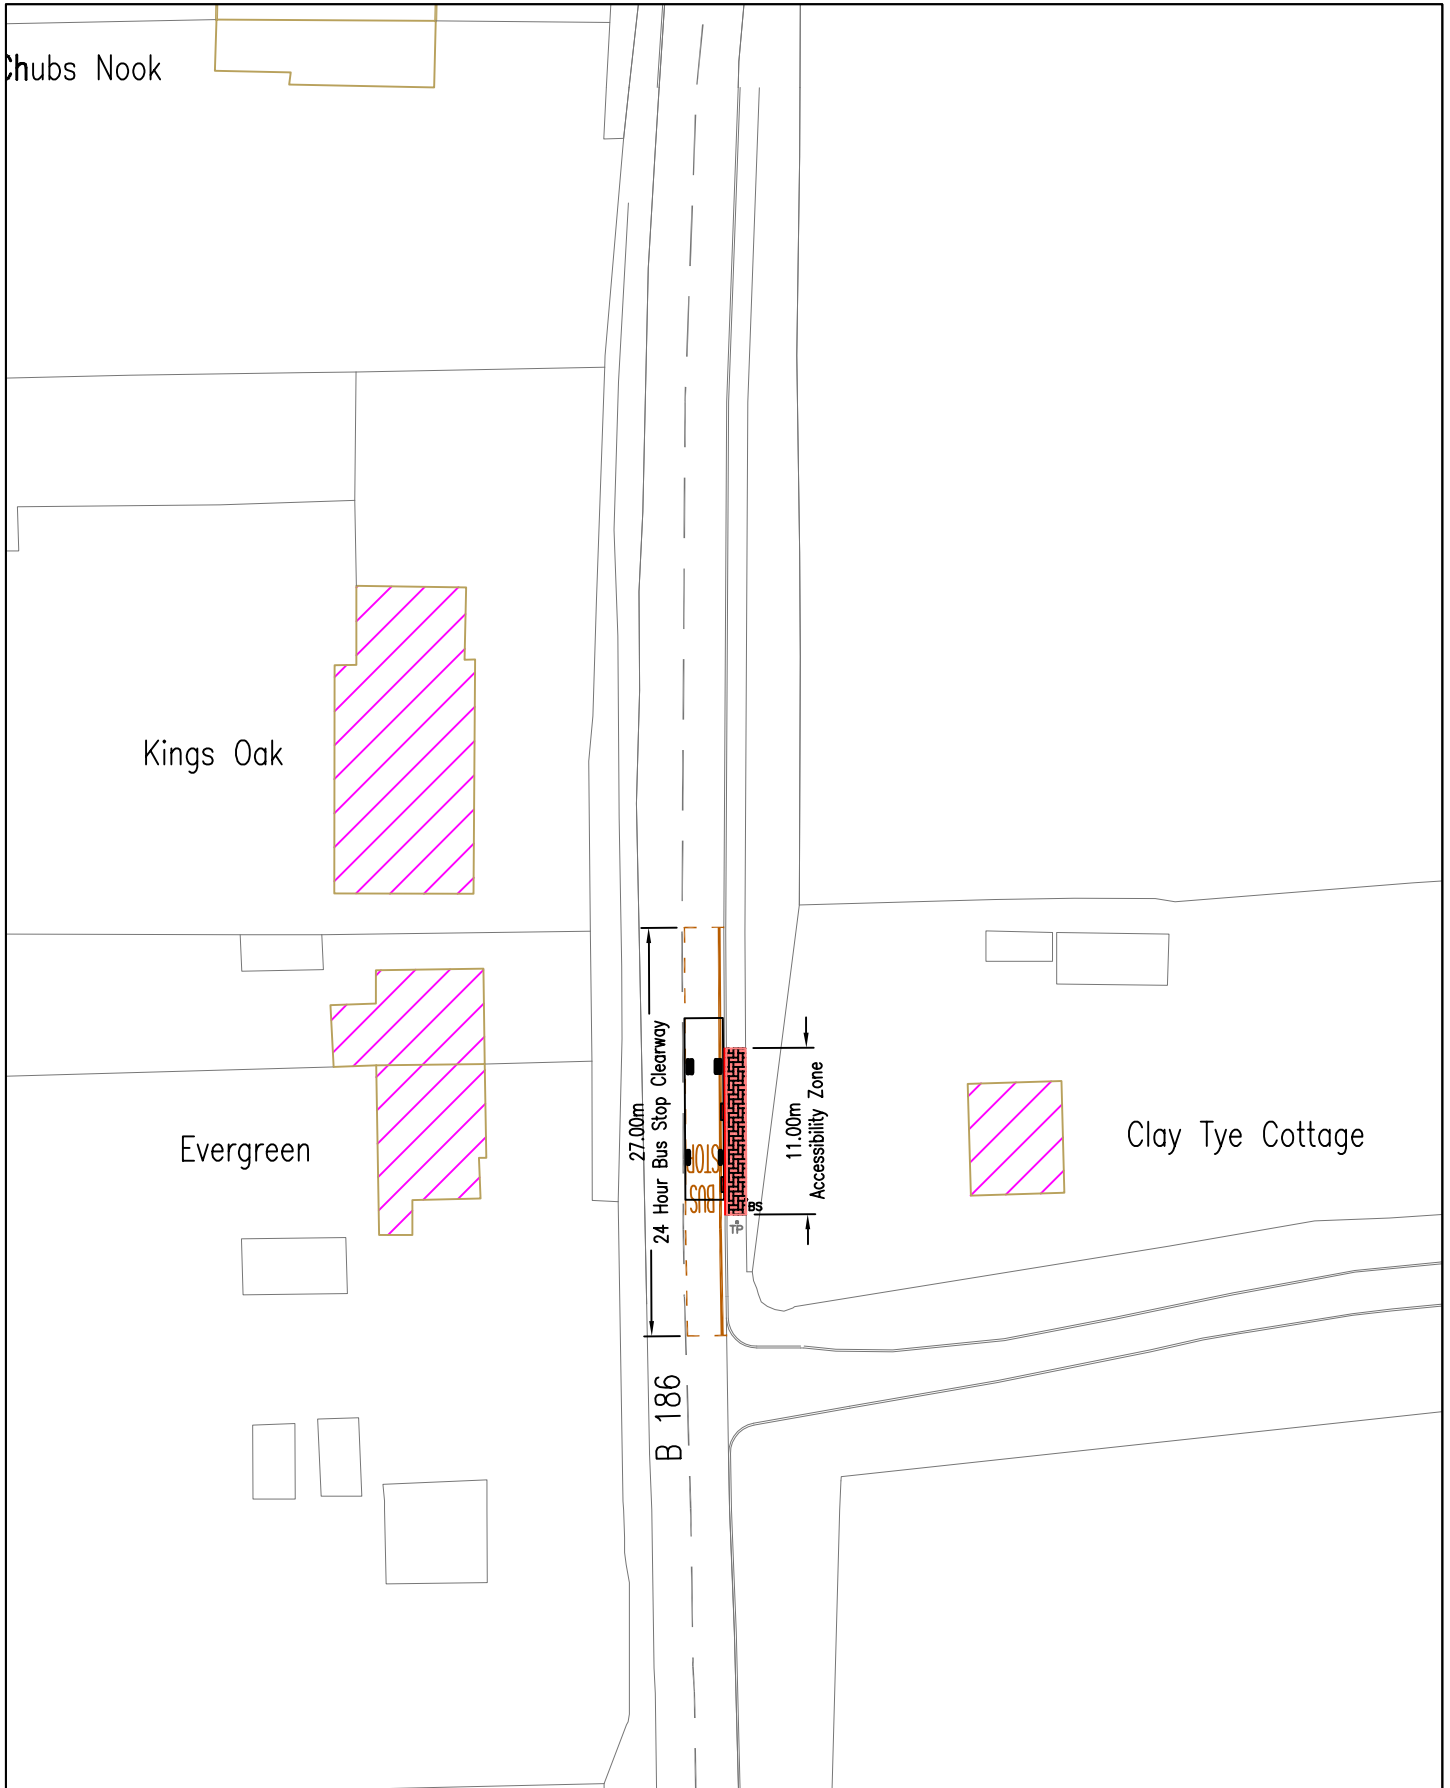 Chubs Nook
Kings Oak
27.00m
24 Hour Bus Stop Clearway
11.00m
Accessibility Zone
BUS
STOP
BS
TP
Evergreen
Clay Tye Cottage
B 186